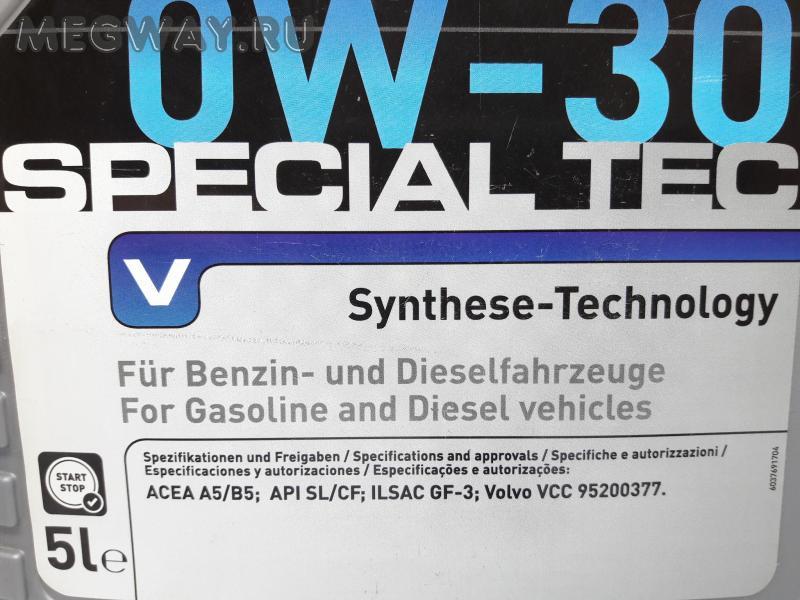 MEGWAY.RU
0W-30
SPECIAL TEC
V
Synthese-Technology
Für Benzin- und Dieselfahrzeuge
For Gasoline and Diesel vehicles
Spezifikationen und Freigaben / Specifications and approvals / Specifiche e autorizzazioni /
Especificaciones y autorizaciones / Especificações e autorizações:
ACEA A5/B5; API SL/CF; ILSAC GF-3; Volvo VCC 95200377.
START
STOP
5l e
6037691704